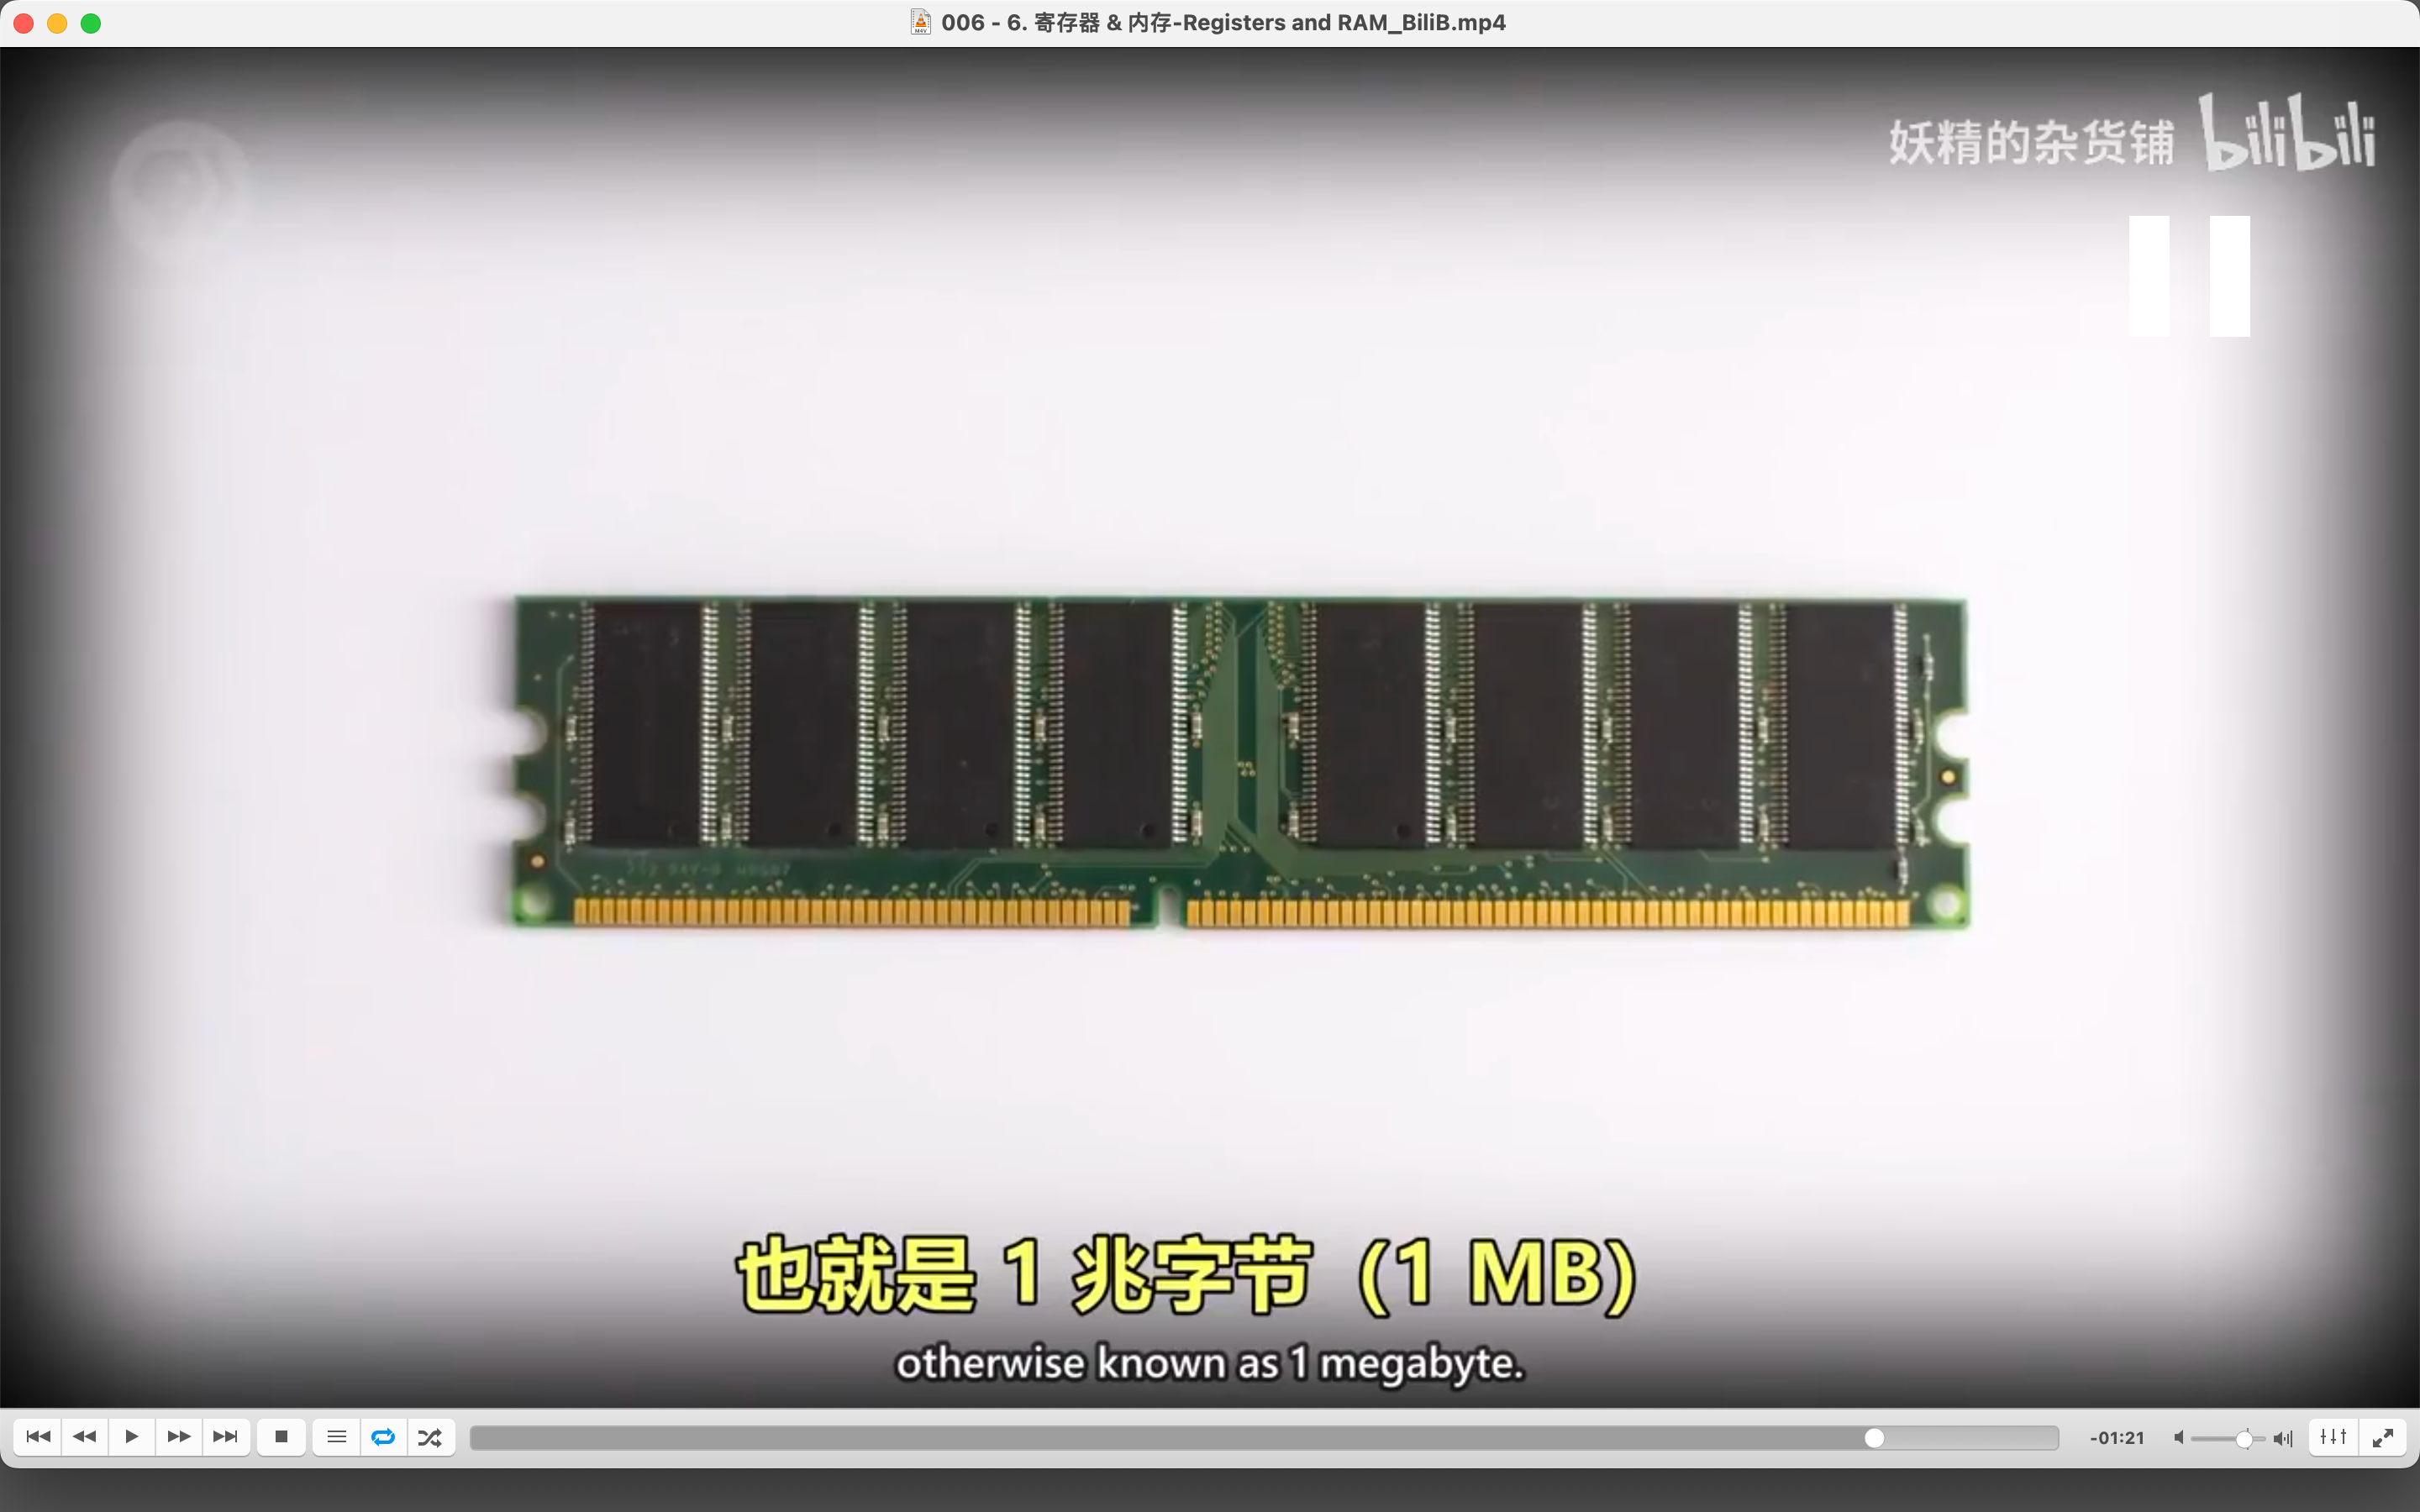 006 - 6. 寄存器 & 内存-Registers and RAM_BiliB.mp4
妖精的杂货铺 bilibili
也就是 1 兆字节（1 MB）
otherwise known as 1 megabyte.
-01:21